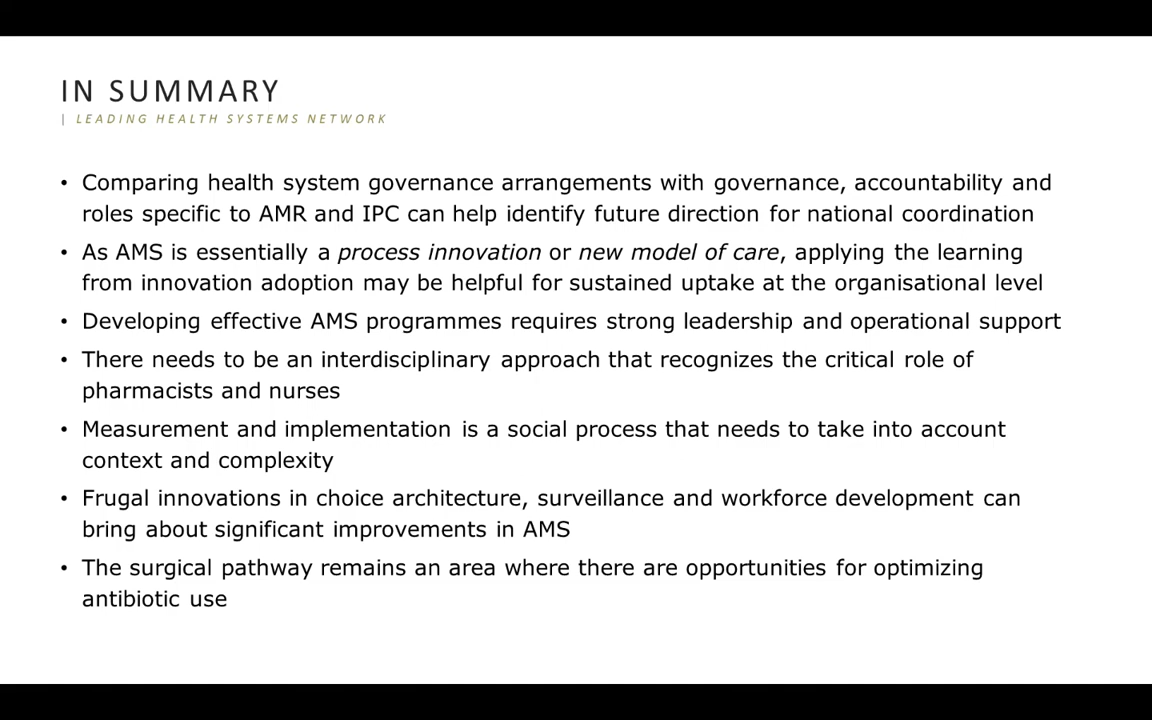 IN SUMMARY
| LEADING HEALTH SYSTEMS NETWORK
• Comparing health system governance arrangements with governance, accountability and
roles specific to AMR and IPC can help identify future direction for national coordination
• As AMS is essentially a process innovation or new model of care, applying the learning
from innovation adoption may be helpful for sustained uptake at the organisational level
• Developing effective AMS programmes requires strong leadership and operational support
• There needs to be an interdisciplinary approach that recognizes the critical role of
pharmacists and nurses
• Measurement and implementation is a social process that needs to take into account
context and complexity
• Frugal innovations in choice architecture, surveillance and workforce development can
bring about significant improvements in AMS
• The surgical pathway remains an area where there are opportunities for optimizing
antibiotic use